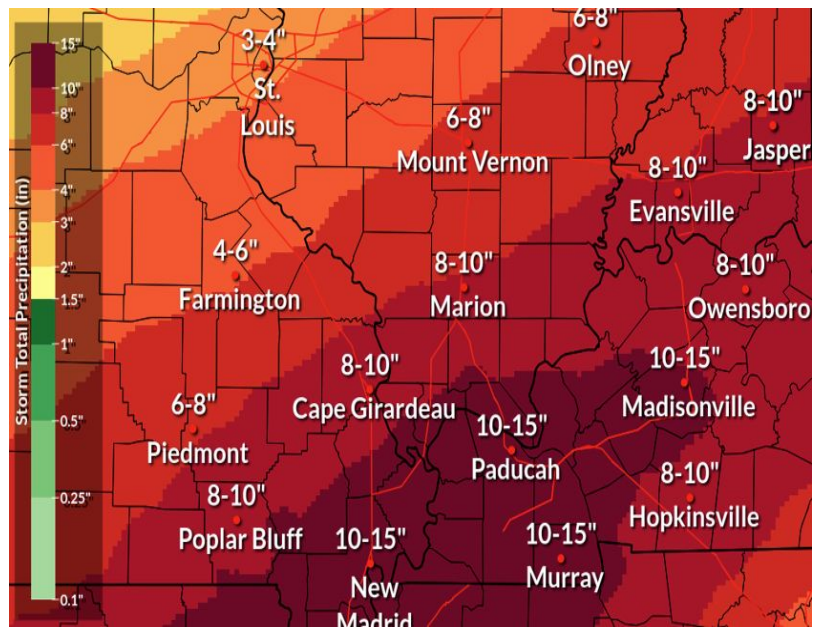 Storm Total Precipitation (in)
15"
10"
8"
6"
4"
3"
2"
1.5"
1"
0.5"
0.25"
0.1"
6-8"
Olney
3-4"
St.
Louis
8-10"
Jasper
6-8"
Mount Vernon
8-10"
Evansville
4-6"
Farmington
8-10"
Marion
8-10"
Owensboro
8-10"
Cape Girardeau
10-15"
Madisonville
6-8"
Piedmont
10-15"
Paducah
8-10"
Poplar Bluff
8-10"
Hopkinsville
10-15"
New
Madrid
10-15"
Murray